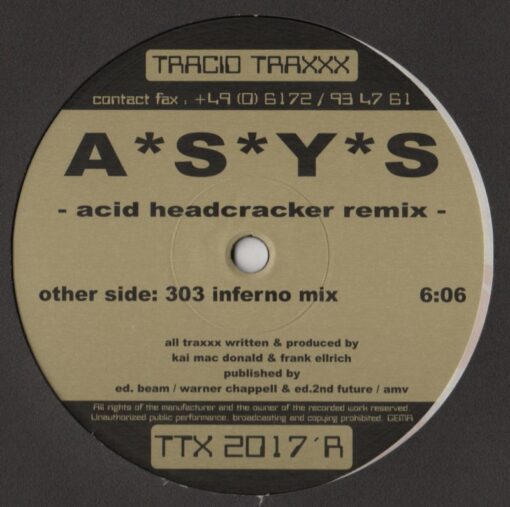 TRACID TRAXXX
contact fax : +49 (0) 6172 / 93 47 61
A*S*Y*S
- acid headcracker remix -
other side: 303 inferno mix 6:06
all traxxx written & produced by
kai mac donald & frank ellrich
published by
ed. beam / warner chappell & ed.2nd future / amv
All rights of the manufacturer and the owner of the recorded work reserved.
Unauthorized public performance, broadcasting and copying prohibited. GEMA
TTX 2017'R